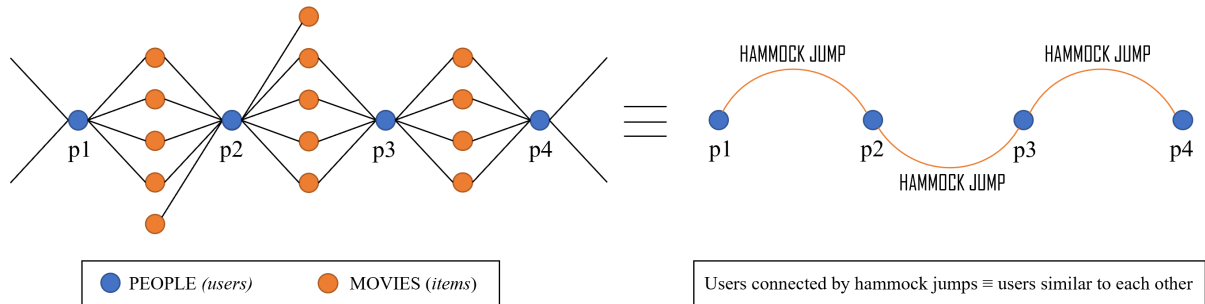 HAMMOCK JUMP
HAMMOCK JUMP
p1
p2
p3
p4
p1
p2
p3
p4
HAMMOCK JUMP
PEOPLE (users)
MOVIES (items)
Users connected by hammock jumps ≡ users similar to each other